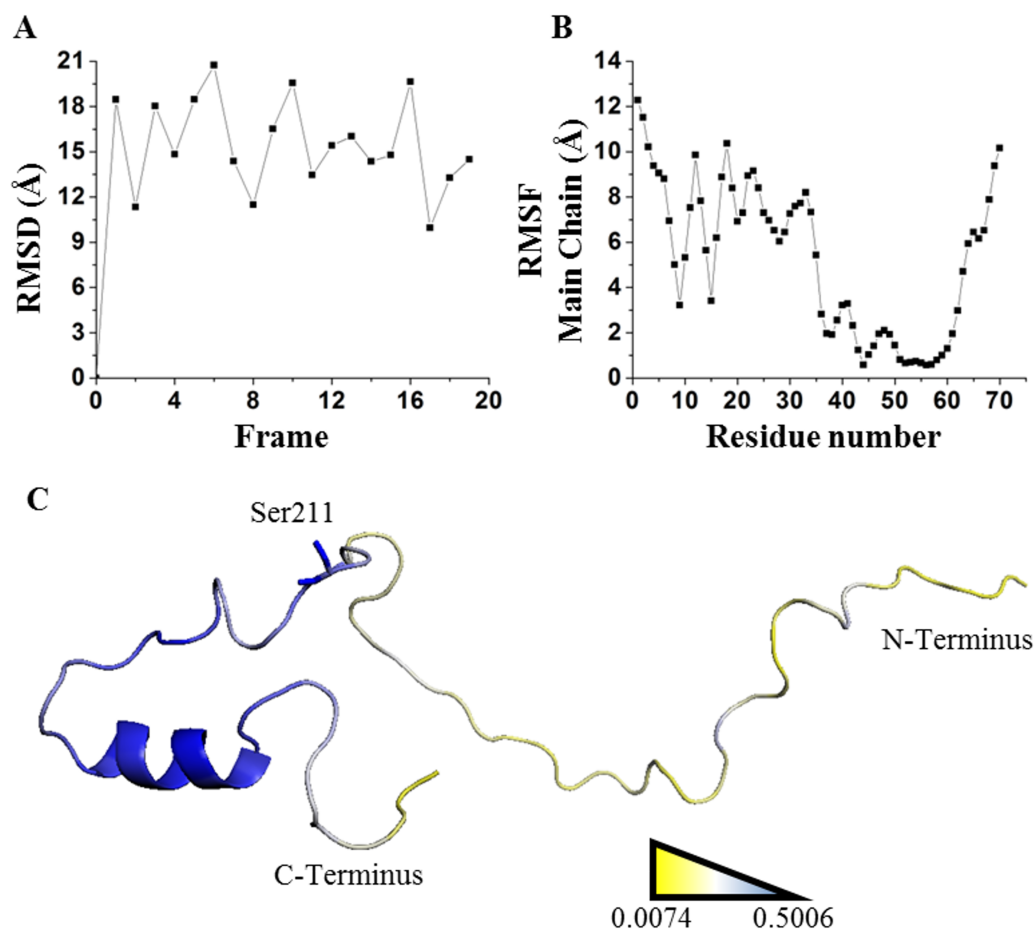 A
RMSD (Å)
21
18
15
12
9
6
3
0
0 4 8 12 16 20
Frame
B
RMSF
Main Chain (Å)
14
12
10
8
6
4
2
0
0 10 20 30 40 50 60 70
Residue number
C
Ser211
N-Terminus
C-Terminus
0.0074 0.5006